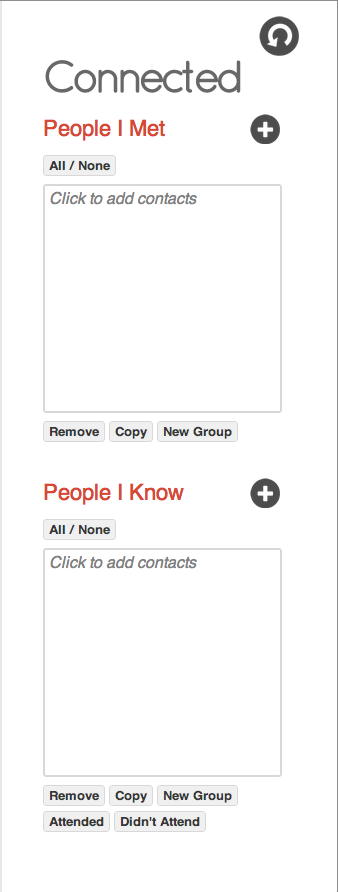 Connected
People I Met
All / None
Click to add contacts
Remove Copy New Group
People I Know
All / None
Click to add contacts
Remove Copy New Group
Attended Didn't Attend